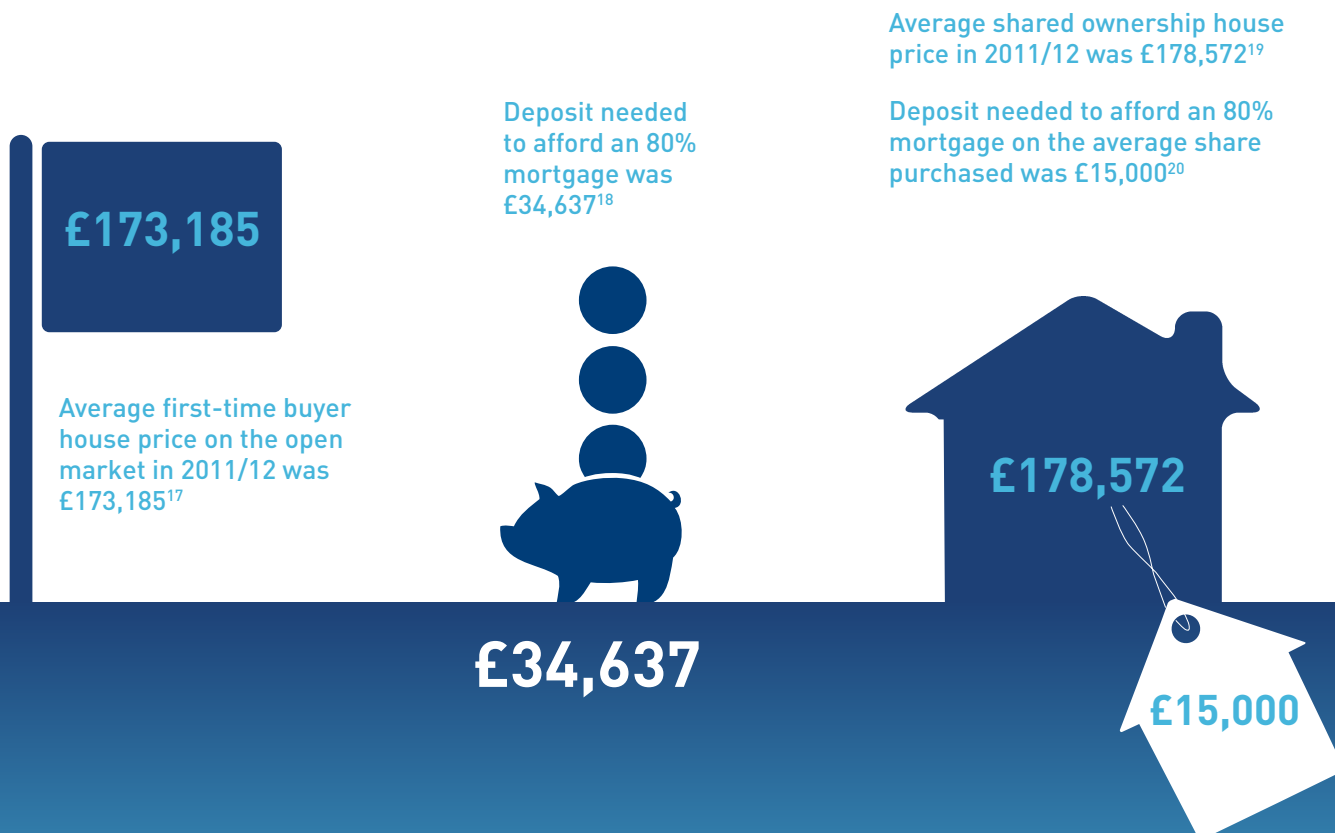 £173,185
Average first-time buyer
house price on the open
market in 2011/12 was
£173,185¹⁷
Deposit needed
to afford an 80%
mortgage was
£34,637¹⁸
£34,637
Average shared ownership house
price in 2011/12 was £178,572¹⁹
Deposit needed to afford an 80%
mortgage on the average share
purchased was £15,000²⁰
£178,572
£15,000